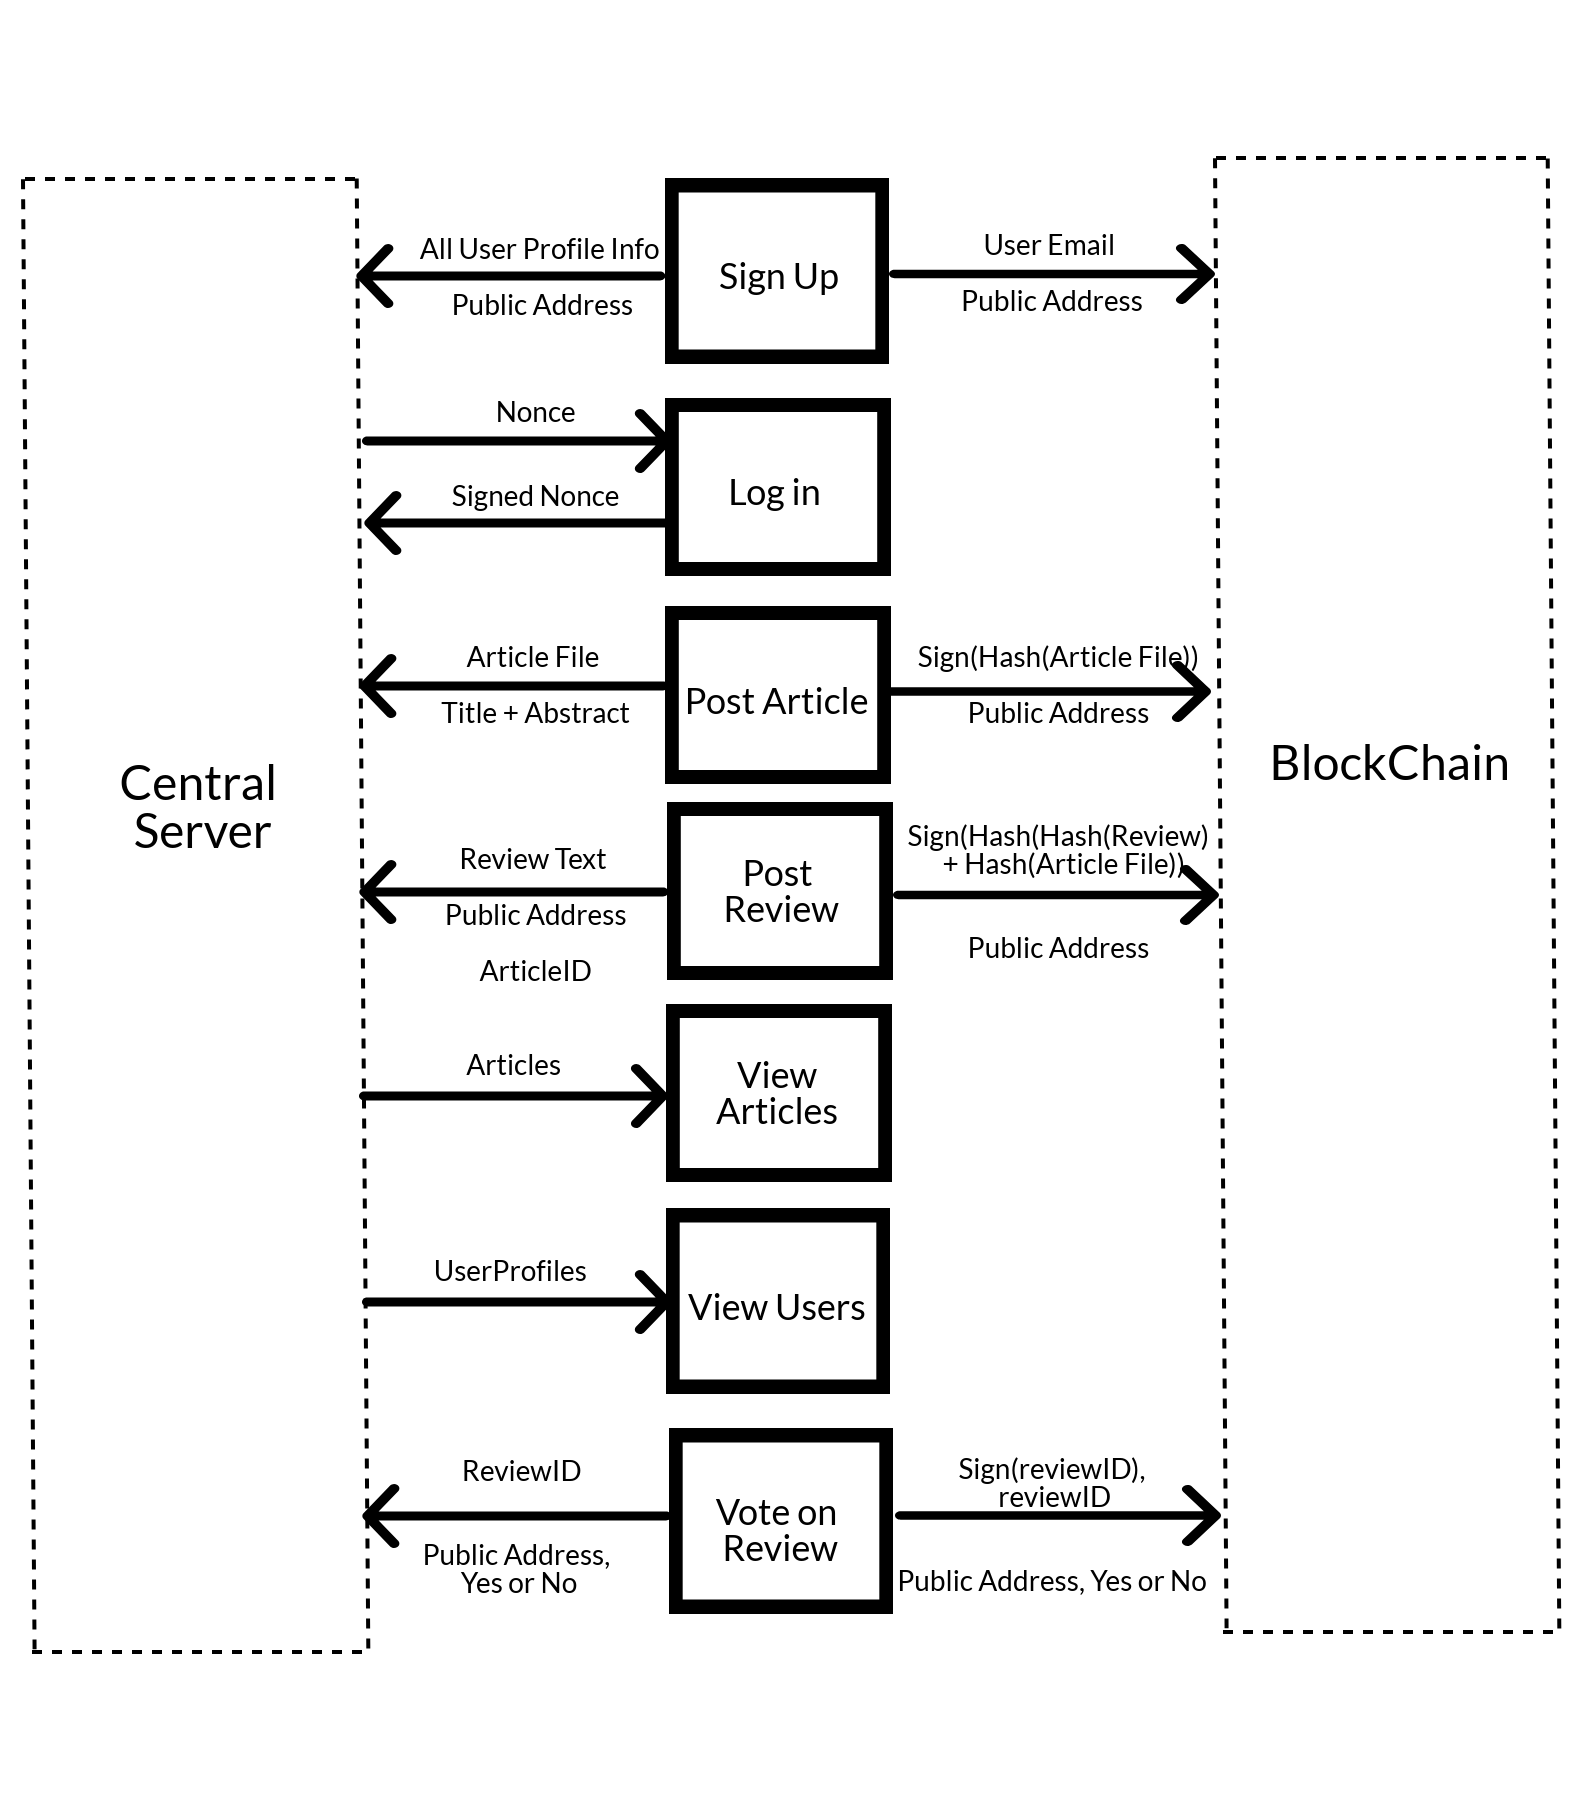 All User Profile Info
Public Address
Sign Up
User Email
Public Address
Nonce
Signed Nonce
Log in
Article File
Title + Abstract
Post Article
Sign(Hash(Article File))
Public Address
Central
Server
BlockChain
Review Text
Public Address
ArticleID
Post
Review
Sign(Hash(Hash(Review)
+ Hash(Article File))
Public Address
Articles
View
Articles
UserProfiles
View Users
ReviewID
Public Address,
Yes or No
Vote on
Review
Sign(reviewID),
reviewID
Public Address, Yes or No